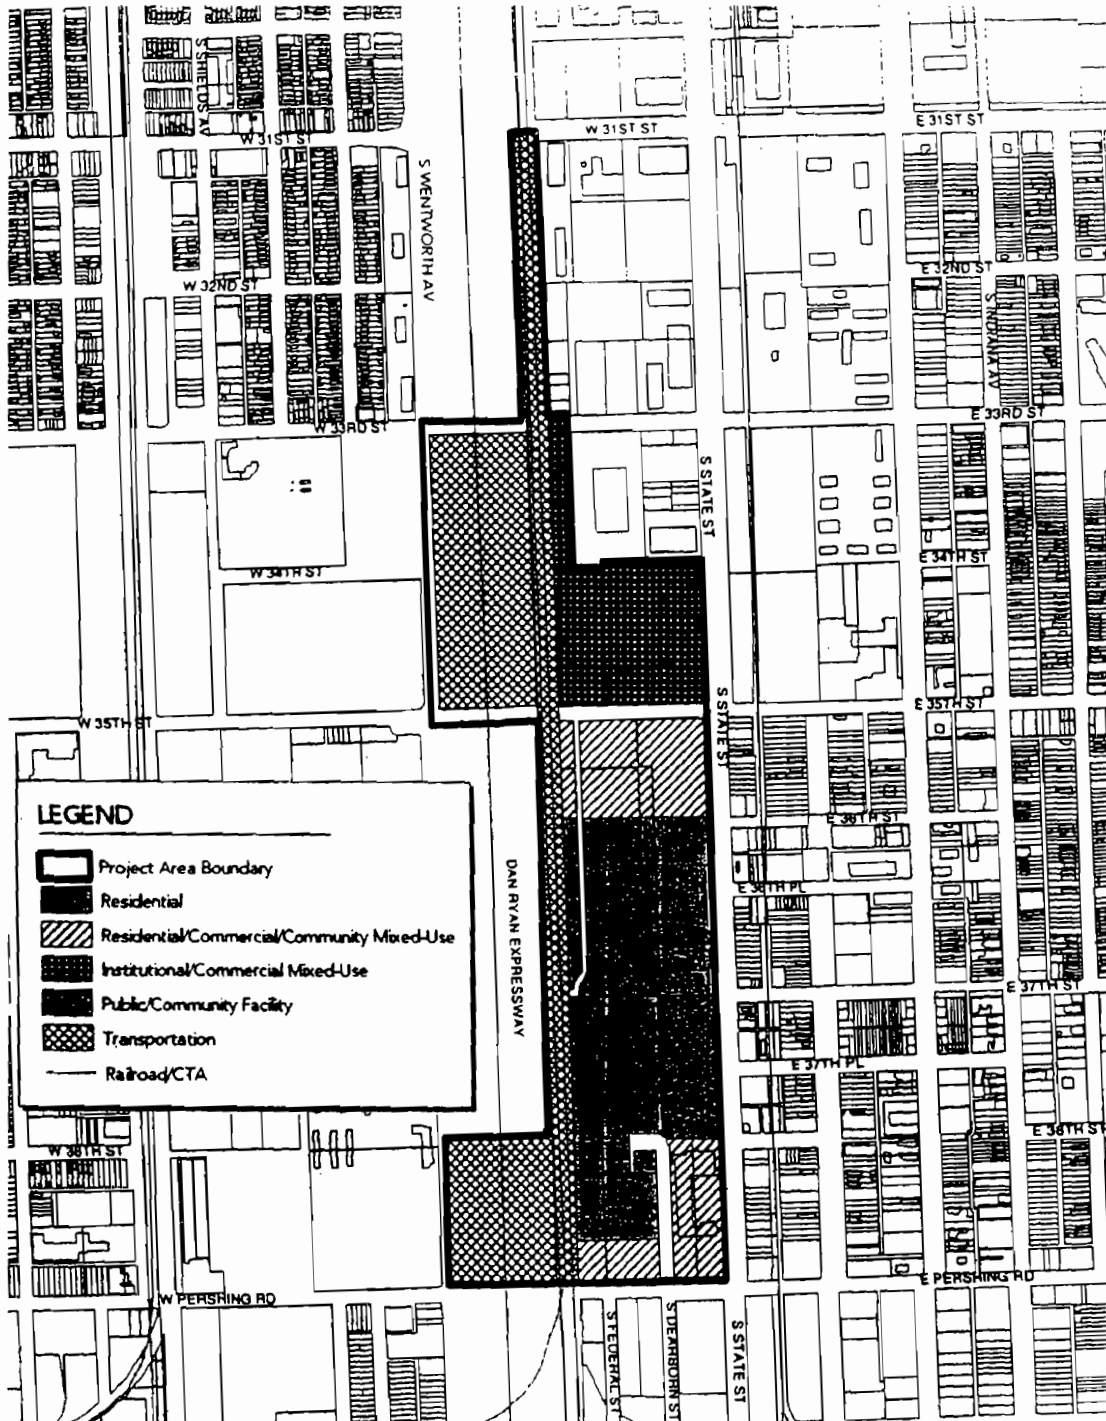 S SHIELDS AV
W 31ST ST
W 31ST ST
E 31ST ST
S WENTWORTH AV
W 32ND ST
E 32ND ST
S INDIANA AV
W 33RD ST
E 33RD ST
S STATE ST
W 34TH ST
E 34TH ST
W 35TH ST
S STATE ST
E 35TH ST
E 36TH ST
E 36TH PL
LEGEND
Project Area Boundary
Residential
Residential/Commercial/Community Mixed-Use
Institutional/Commercial Mixed-Use
Public/Community Facility
Transportation
Railroad/CTA
DAN RYAN EXPRESSWAY
E 37TH ST
E 37TH PL
W 38TH ST
E 38TH ST
W PERSHING RD
E PERSHING RD
S FEDERAL ST
S DEARBORN ST
S STATE ST